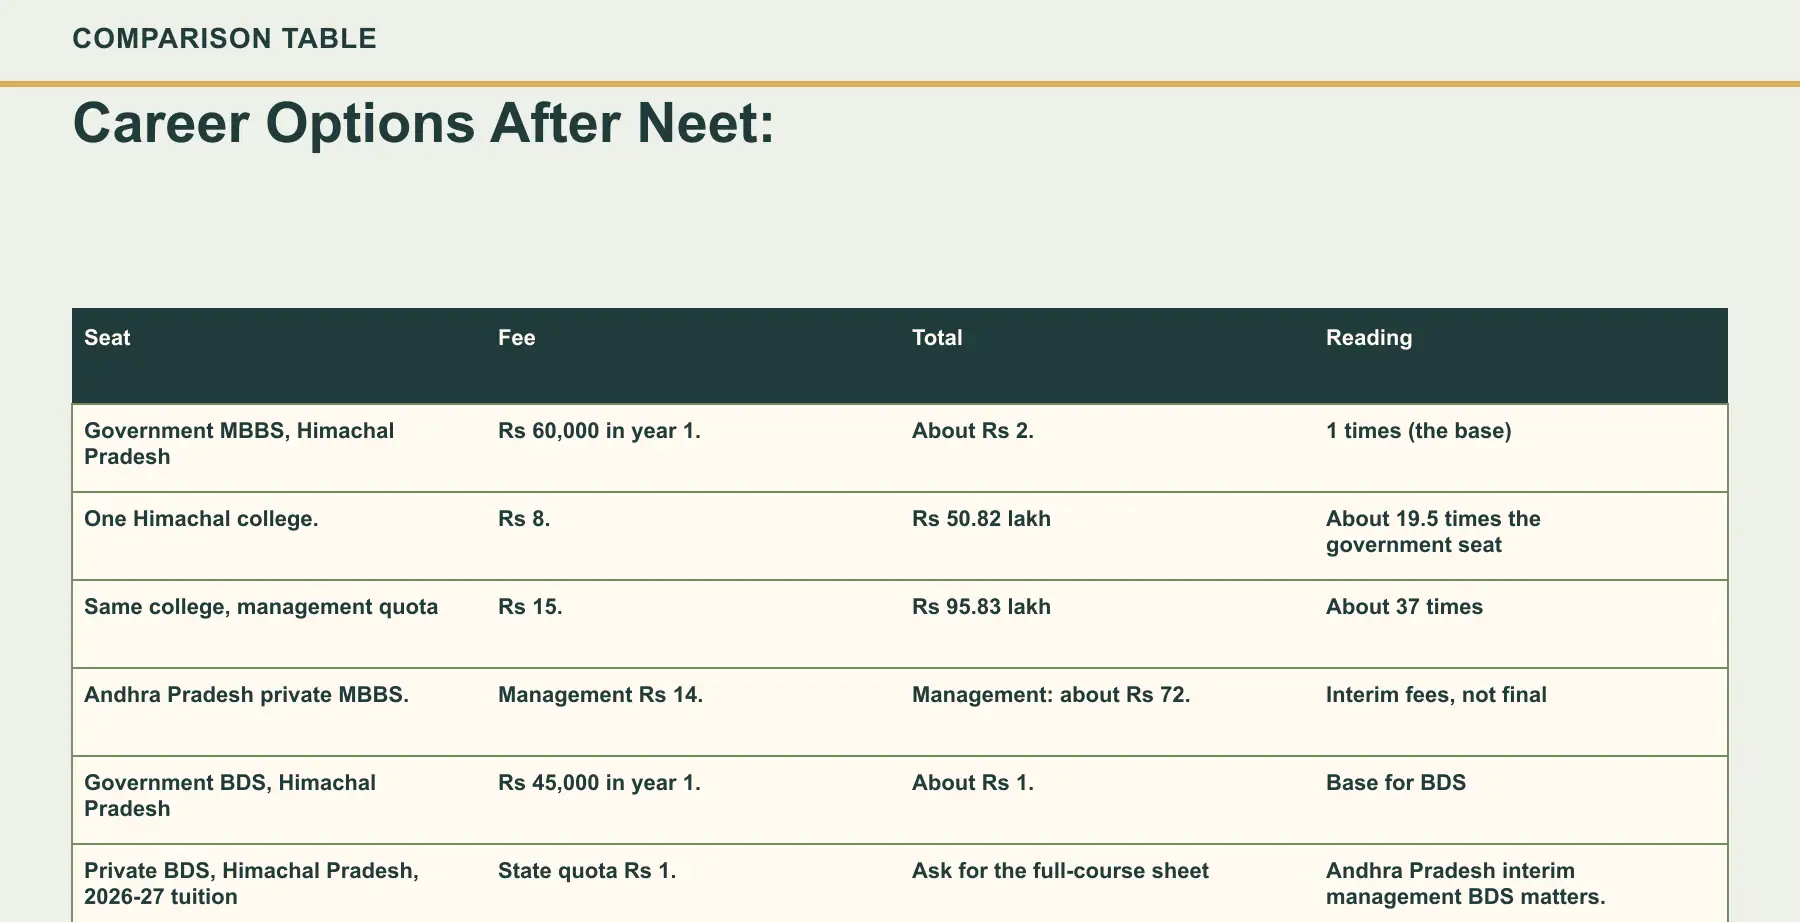 COMPARISON TABLE
Career Options After Neet:
Seat Fee Total Reading
Government MBBS, Himachal Rs 60,000 in year 1. About Rs 2. 1 times (the base)
Pradesh
One Himachal college. Rs 8. Rs 50.82 lakh About 19.5 times the
government seat
Same college, management quota Rs 15. Rs 95.83 lakh About 37 times
Andhra Pradesh private MBBS. Management Rs 14. Management: about Rs 72. Interim fees, not final
Government BDS, Himachal Rs 45,000 in year 1. About Rs 1. Base for BDS
Pradesh
Private BDS, Himachal Pradesh, State quota Rs 1. Ask for the full-course sheet Andhra Pradesh interim
2026-27 tuition management BDS matters.